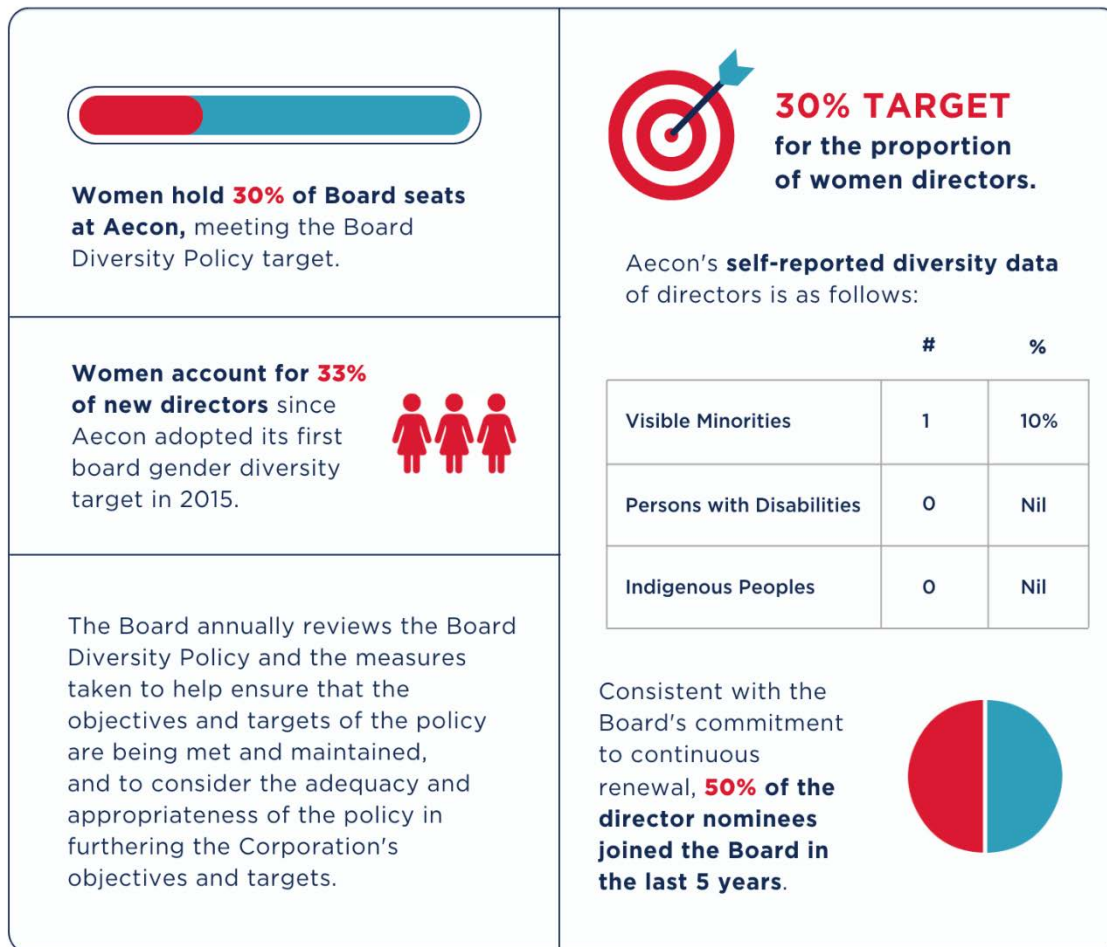 Women hold 30% of Board seats
at Aecon, meeting the Board
Diversity Policy target.
Women account for 33%
of new directors since
Aecon adopted its first
board gender diversity
target in 2015.
The Board annually reviews the Board
Diversity Policy and the measures
taken to help ensure that the
objectives and targets of the policy
are being met and maintained,
and to consider the adequacy and
appropriateness of the policy in
furthering the Corporation's
objectives and targets.
30% TARGET
for the proportion
of women directors.
Aecon's self-reported diversity data
of directors is as follows:
# %
Visible Minorities 1 10%
Persons with Disabilities 0 Nil
Indigenous Peoples 0 Nil
Consistent with the
Board's commitment
to continuous
renewal, 50% of the
director nominees
joined the Board in
the last 5 years.